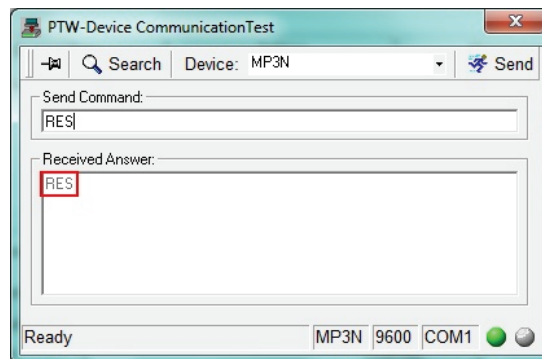 PTW-Device CommunicationTest
Search Device: MP3N Send
Send Command:
RES
Received Answer:
RES
Ready MP3N 9600 COM1